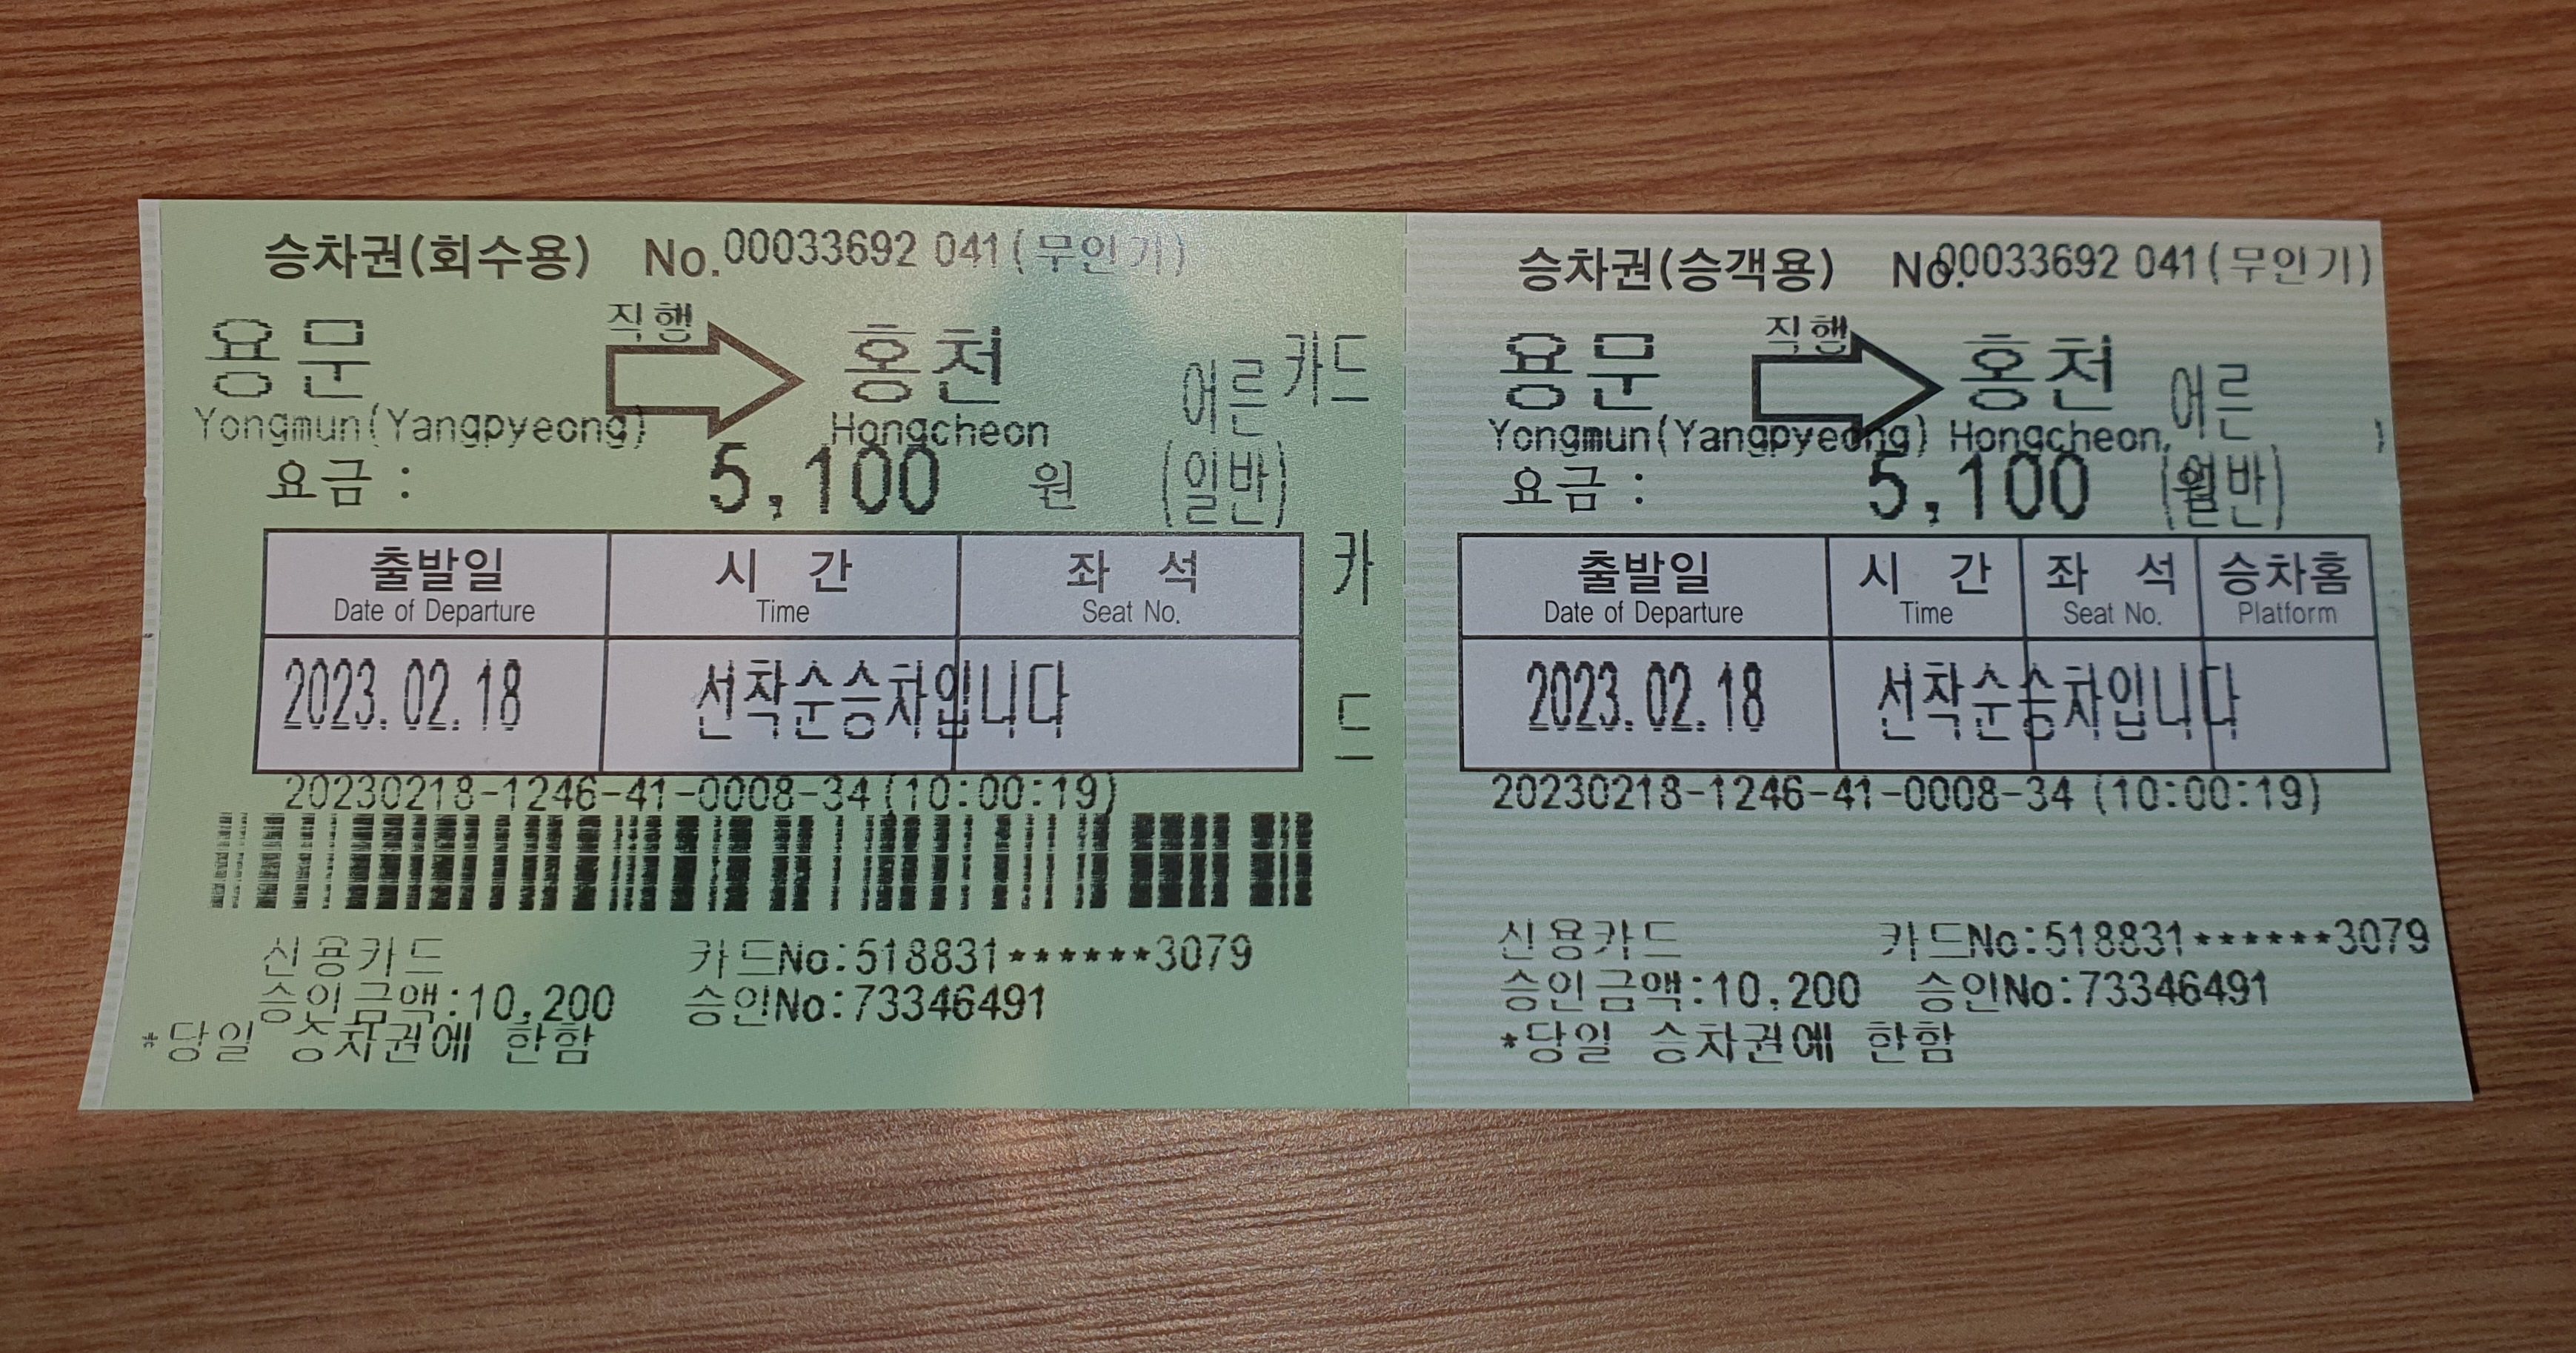 승차권(회수용) No.00033692 041(무인기)
직행
용문 홍천 어른 카드
Yongmun(Yangpyeong) Hongcheon
요금 : 5,100 원 (일반)
출발일 시 간 좌 석
Date of Departure Time Seat No.
2023.02.18 선착순승차입니다
카드
20230218-1246-41-0008-34(10:00:19)
신용카드 카드No:518831******3079
승인금액:10,200 승인No:73346491
*당일 승차권에 한함
승차권(승객용) No.00033692 041(무인기)
직행
용문 홍천 어른
Yongmun(Yangpyeong) Hongcheon
요금 : 5,100 원 (일반)
출발일 시 간 좌 석 승차홈
Date of Departure Time Seat No. Platform
2023.02.18 선착순승차입니다
20230218-1246-41-0008-34 (10:00:19)
신용카드 카드No:518831******3079
승인금액:10,200 승인No:73346491
*당일 승차권에 한함